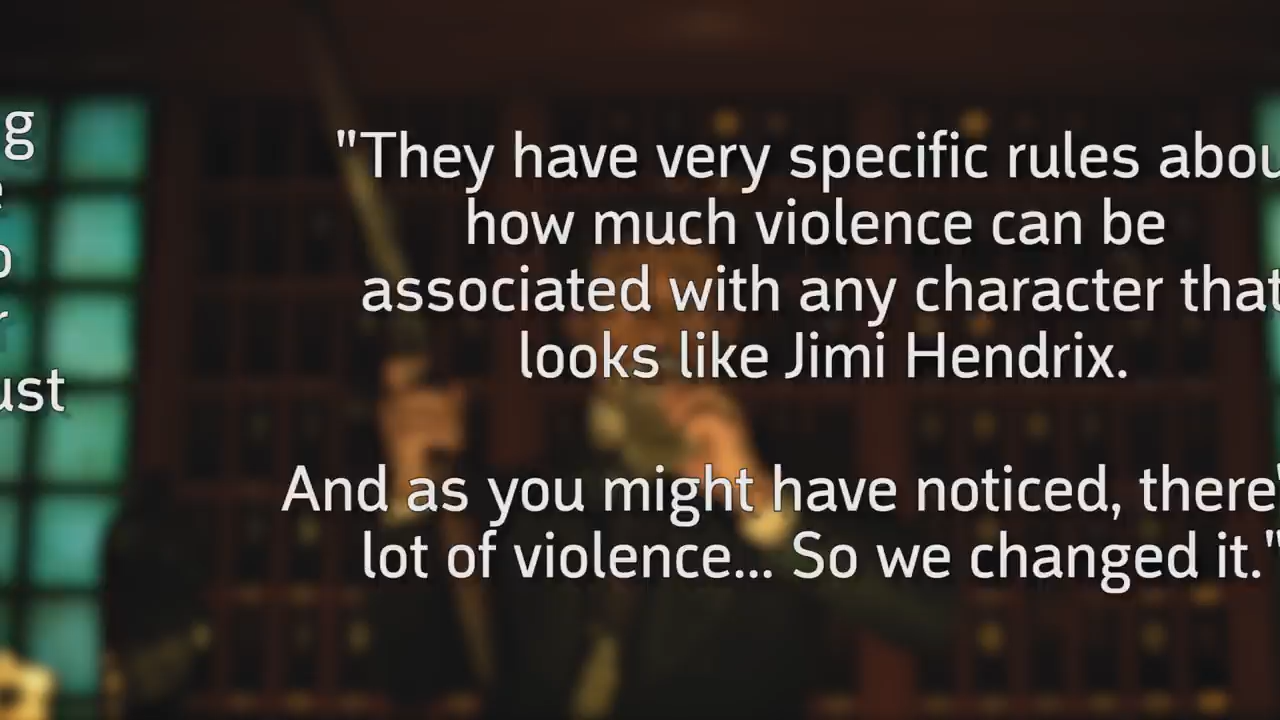 g
ust
"They have very specific rules abou
how much violence can be
associated with any character that
looks like Jimi Hendrix.
And as you might have noticed, there'
lot of violence... So we changed it."